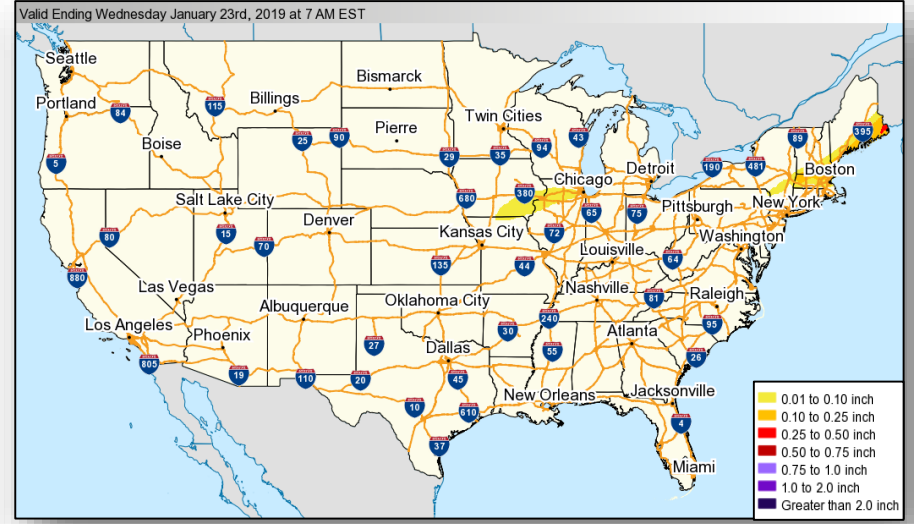 Valid Ending Wednesday January 23rd, 2019 at 7 AM EST
Seattle
Bismarck
Portland
84
115
Billings
Twin Cities
395
Pierre
25
90
94
43
89
Boise
5
29
35
190
481
Boston
Detroit
Chicago
Salt Lake City
680
380
Pittsburgh
New York
Denver
65
75
80
15
70
Kansas City
72
Washington
Louisville
880
135
44
64
Las Vegas
Nashville
81
Raleigh
Albuquerque
Oklahoma City
Los Angeles
Phoenix
240
95
27
30
Atlanta
Dallas
55
26
805
19
110
20
45
New Orleans
Jacksonville
10
610
4
37
Miami
0.01 to 0.10 inch
0.10 to 0.25 inch
0.25 to 0.50 inch
0.50 to 0.75 inch
0.75 to 1.0 inch
1.0 to 2.0 inch
Greater than 2.0 inch